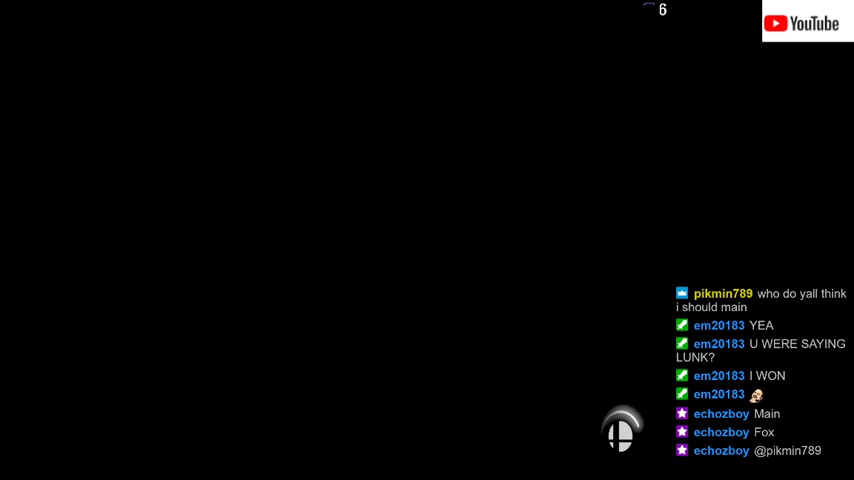 6
YouTube
pikmin789 who do yall think
i should main
em20183 YEA
em20183 U WERE SAYING
LUNK?
em20183 I WON
em20183
echozboy Main
echozboy Fox
echozboy @pikmin789